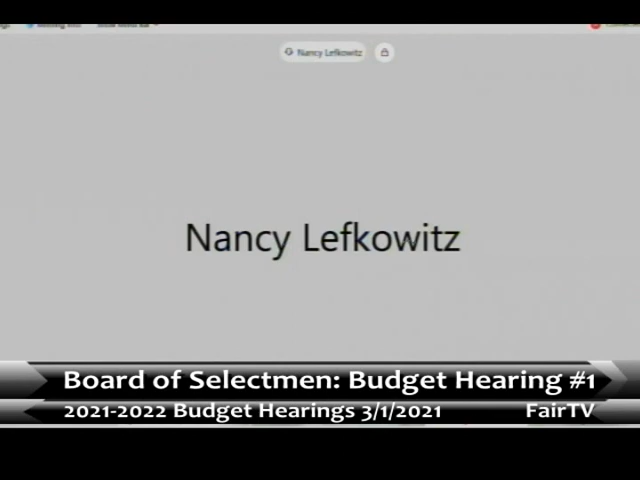 Nancy Lefkowitz
Nancy Lefkowitz
Board of Selectmen: Budget Hearing #1
2021-2022 Budget Hearings 3/1/2021 FairTV